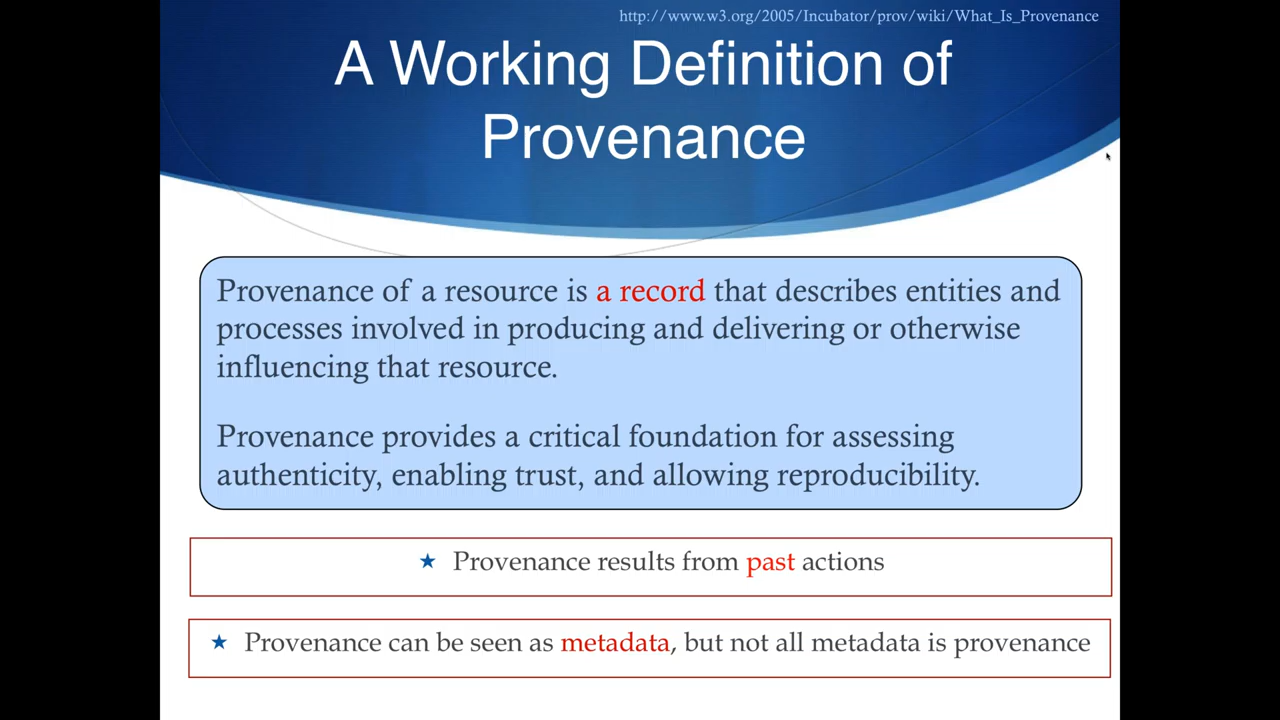 http://www.w3.org/2005/Incubator/prov/wiki/What_Is_Provenance
A Working Definition of
Provenance
Provenance of a resource is a record that describes entities and
processes involved in producing and delivering or otherwise
influencing that resource.
Provenance provides a critical foundation for assessing
authenticity, enabling trust, and allowing reproducibility.
★ Provenance results from past actions
★ Provenance can be seen as metadata, but not all metadata is provenance